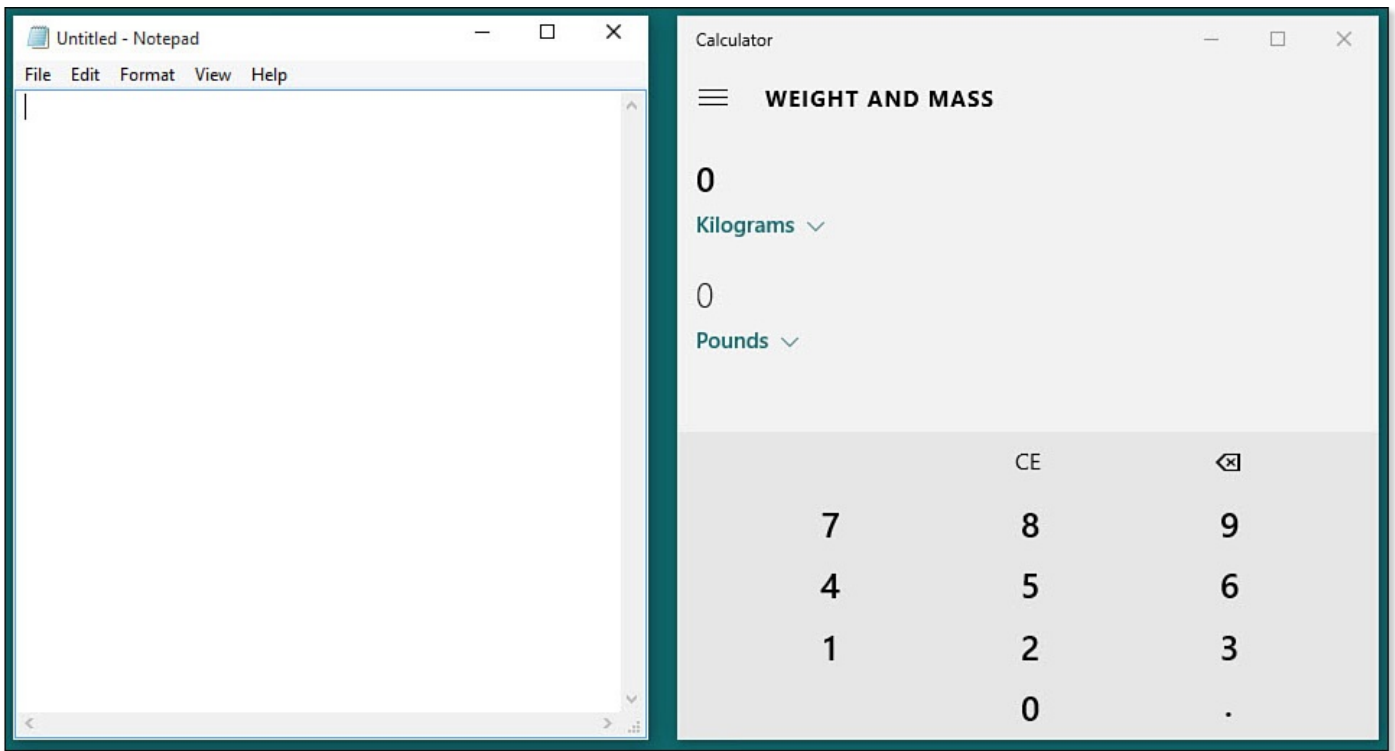 Untitled - Notepad
File Edit Format View Help
Calculator
WEIGHT AND MASS
0
Kilograms
0
Pounds
CE
7 8 9
4 5 6
1 2 3
0 .